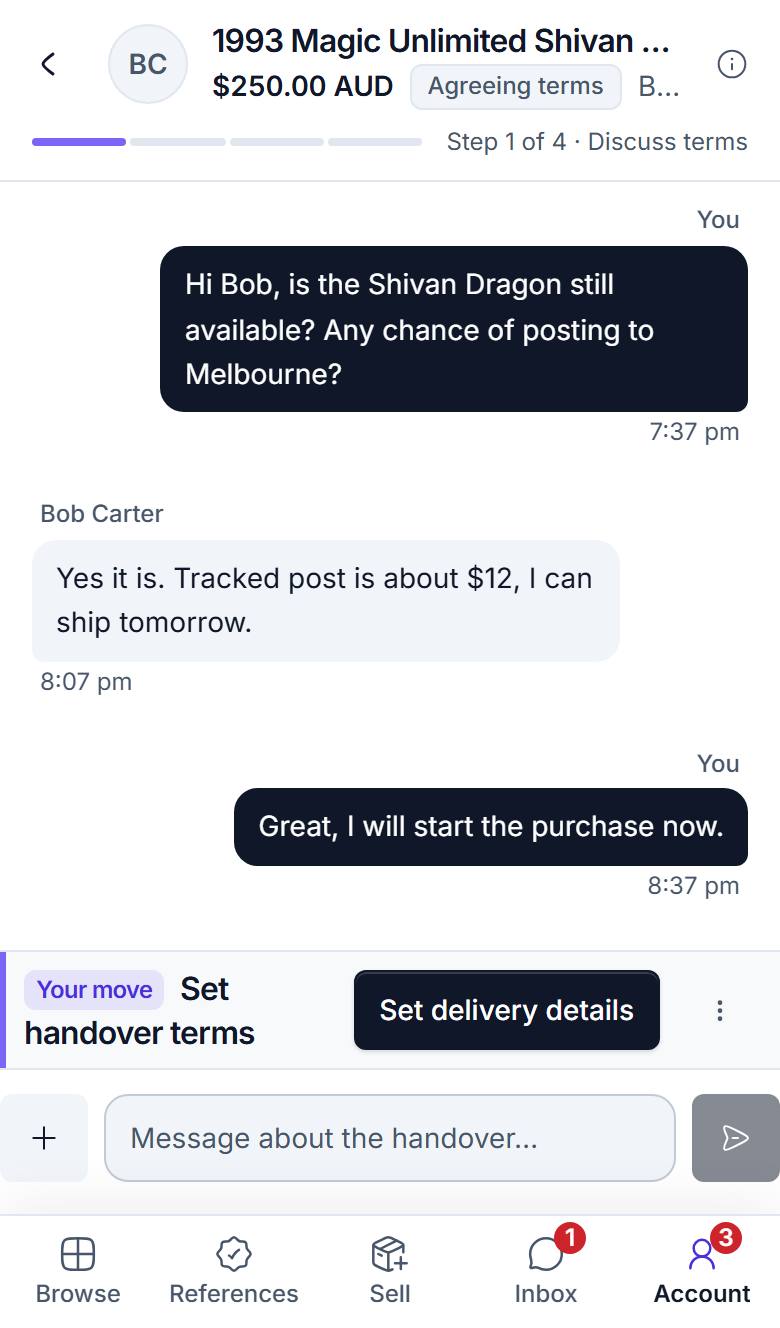 BC
1993 Magic Unlimited Shivan ...
$250.00 AUD Agreeing terms B...
Step 1 of 4 · Discuss terms
You
Hi Bob, is the Shivan Dragon still
available? Any chance of posting to
Melbourne?
7:37 pm
Bob Carter
Yes it is. Tracked post is about $12, I can
ship tomorrow.
8:07 pm
You
Great, I will start the purchase now.
8:37 pm
Your move Set
handover terms
Set delivery details
Message about the handover...
1 3
Browse References Sell Inbox Account